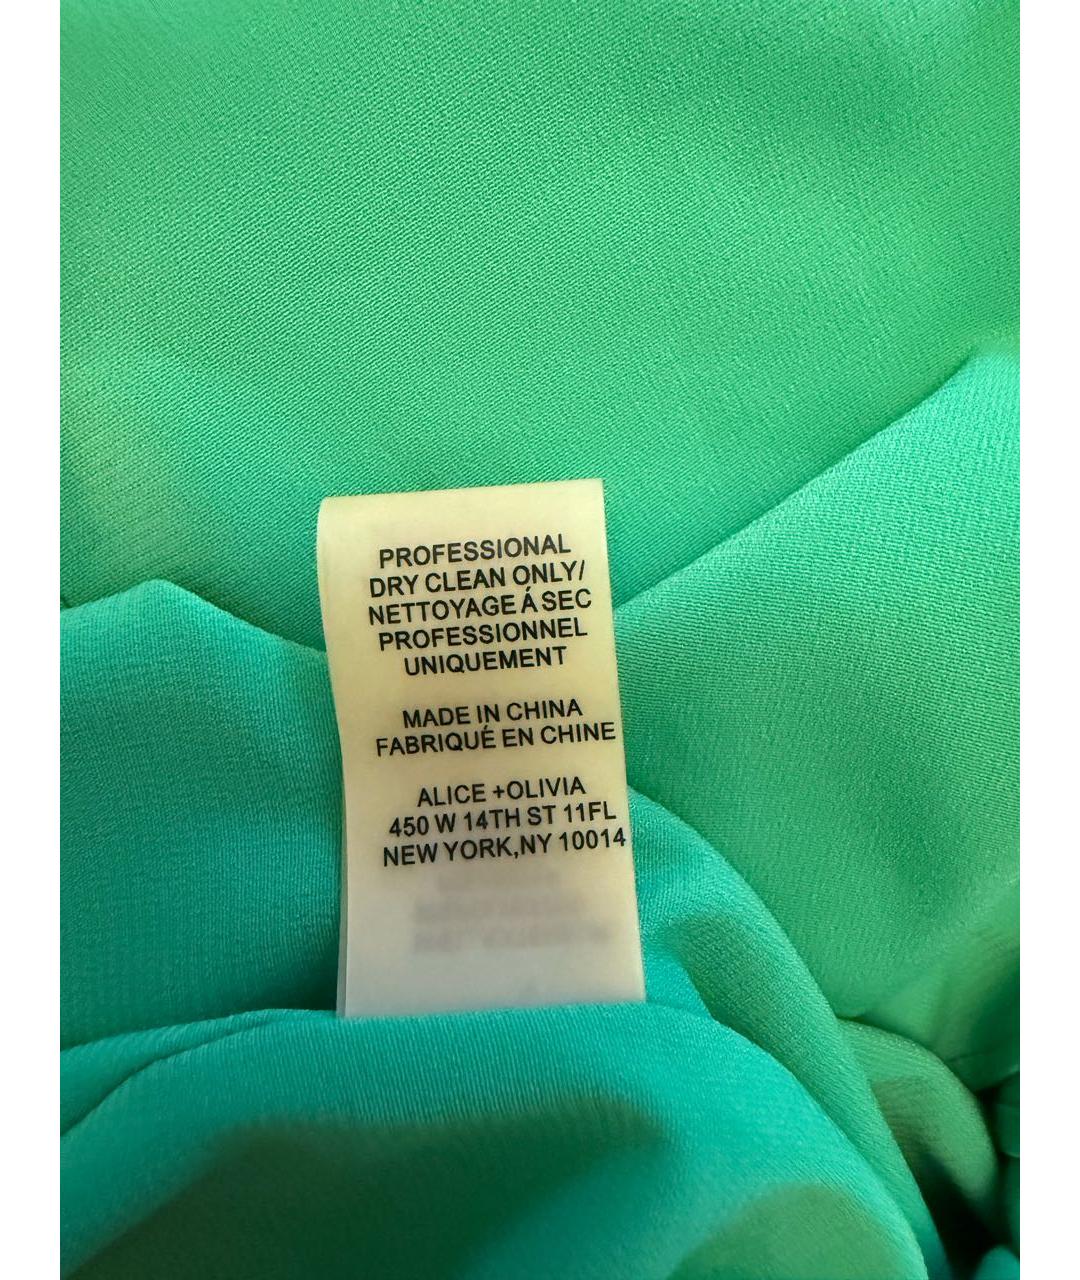 PROFESSIONAL
DRY CLEAN ONLY/
NETTOYAGE Á SEC
PROFESSIONNEL
UNIQUEMENT
MADE IN CHINA
FABRIQUÉ EN CHINE
ALICE +OLIVIA
450 W 14TH ST 11FL
NEW YORK,NY 10014